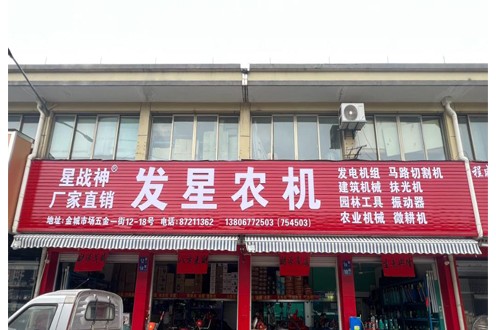 星战神®
厂家直销
发星农机
发电机组 马路切割机
建筑机械 抹光机
园林工具 振动器
农业机械 微耕机
地址:金城市场五金一街12-18号 电话:87211362 13806772503 (754503)